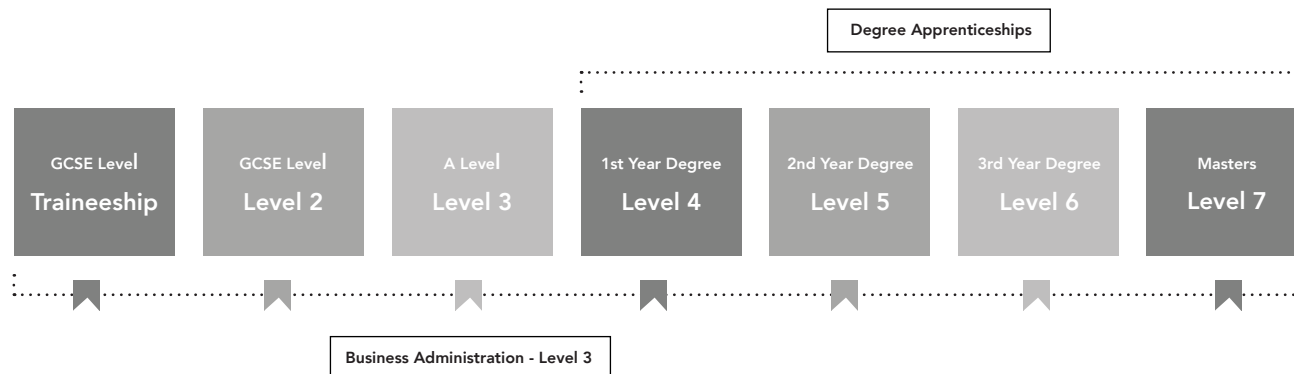 Degree Apprenticeships
GCSE Level
Traineeship
GCSE Level
Level 2
A Level
Level 3
1st Year Degree
Level 4
2nd Year Degree
Level 5
3rd Year Degree
Level 6
Masters
Level 7
Business Administration - Level 3